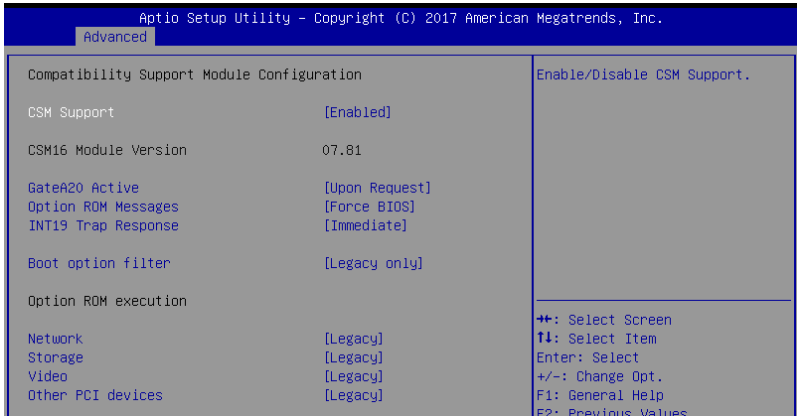 Aptio Setup Utility – Copyright (C) 2017 American Megatrends, Inc.
Advanced
Compatibility Support Module Configuration
CSM Support [Enabled]
CSM16 Module Version 07.81
GateA20 Active [Upon Request]
Option ROM Messages [Force BIOS]
INT19 Trap Response [Immediate]
Boot option filter [Legacy only]
Option ROM execution
Network [Legacy]
Storage [Legacy]
Video [Legacy]
Other PCI devices [Legacy]
Enable/Disable CSM Support.
→←: Select Screen
↑↓: Select Item
Enter: Select
+/-: Change Opt.
F1: General Help
F2: Previous Values